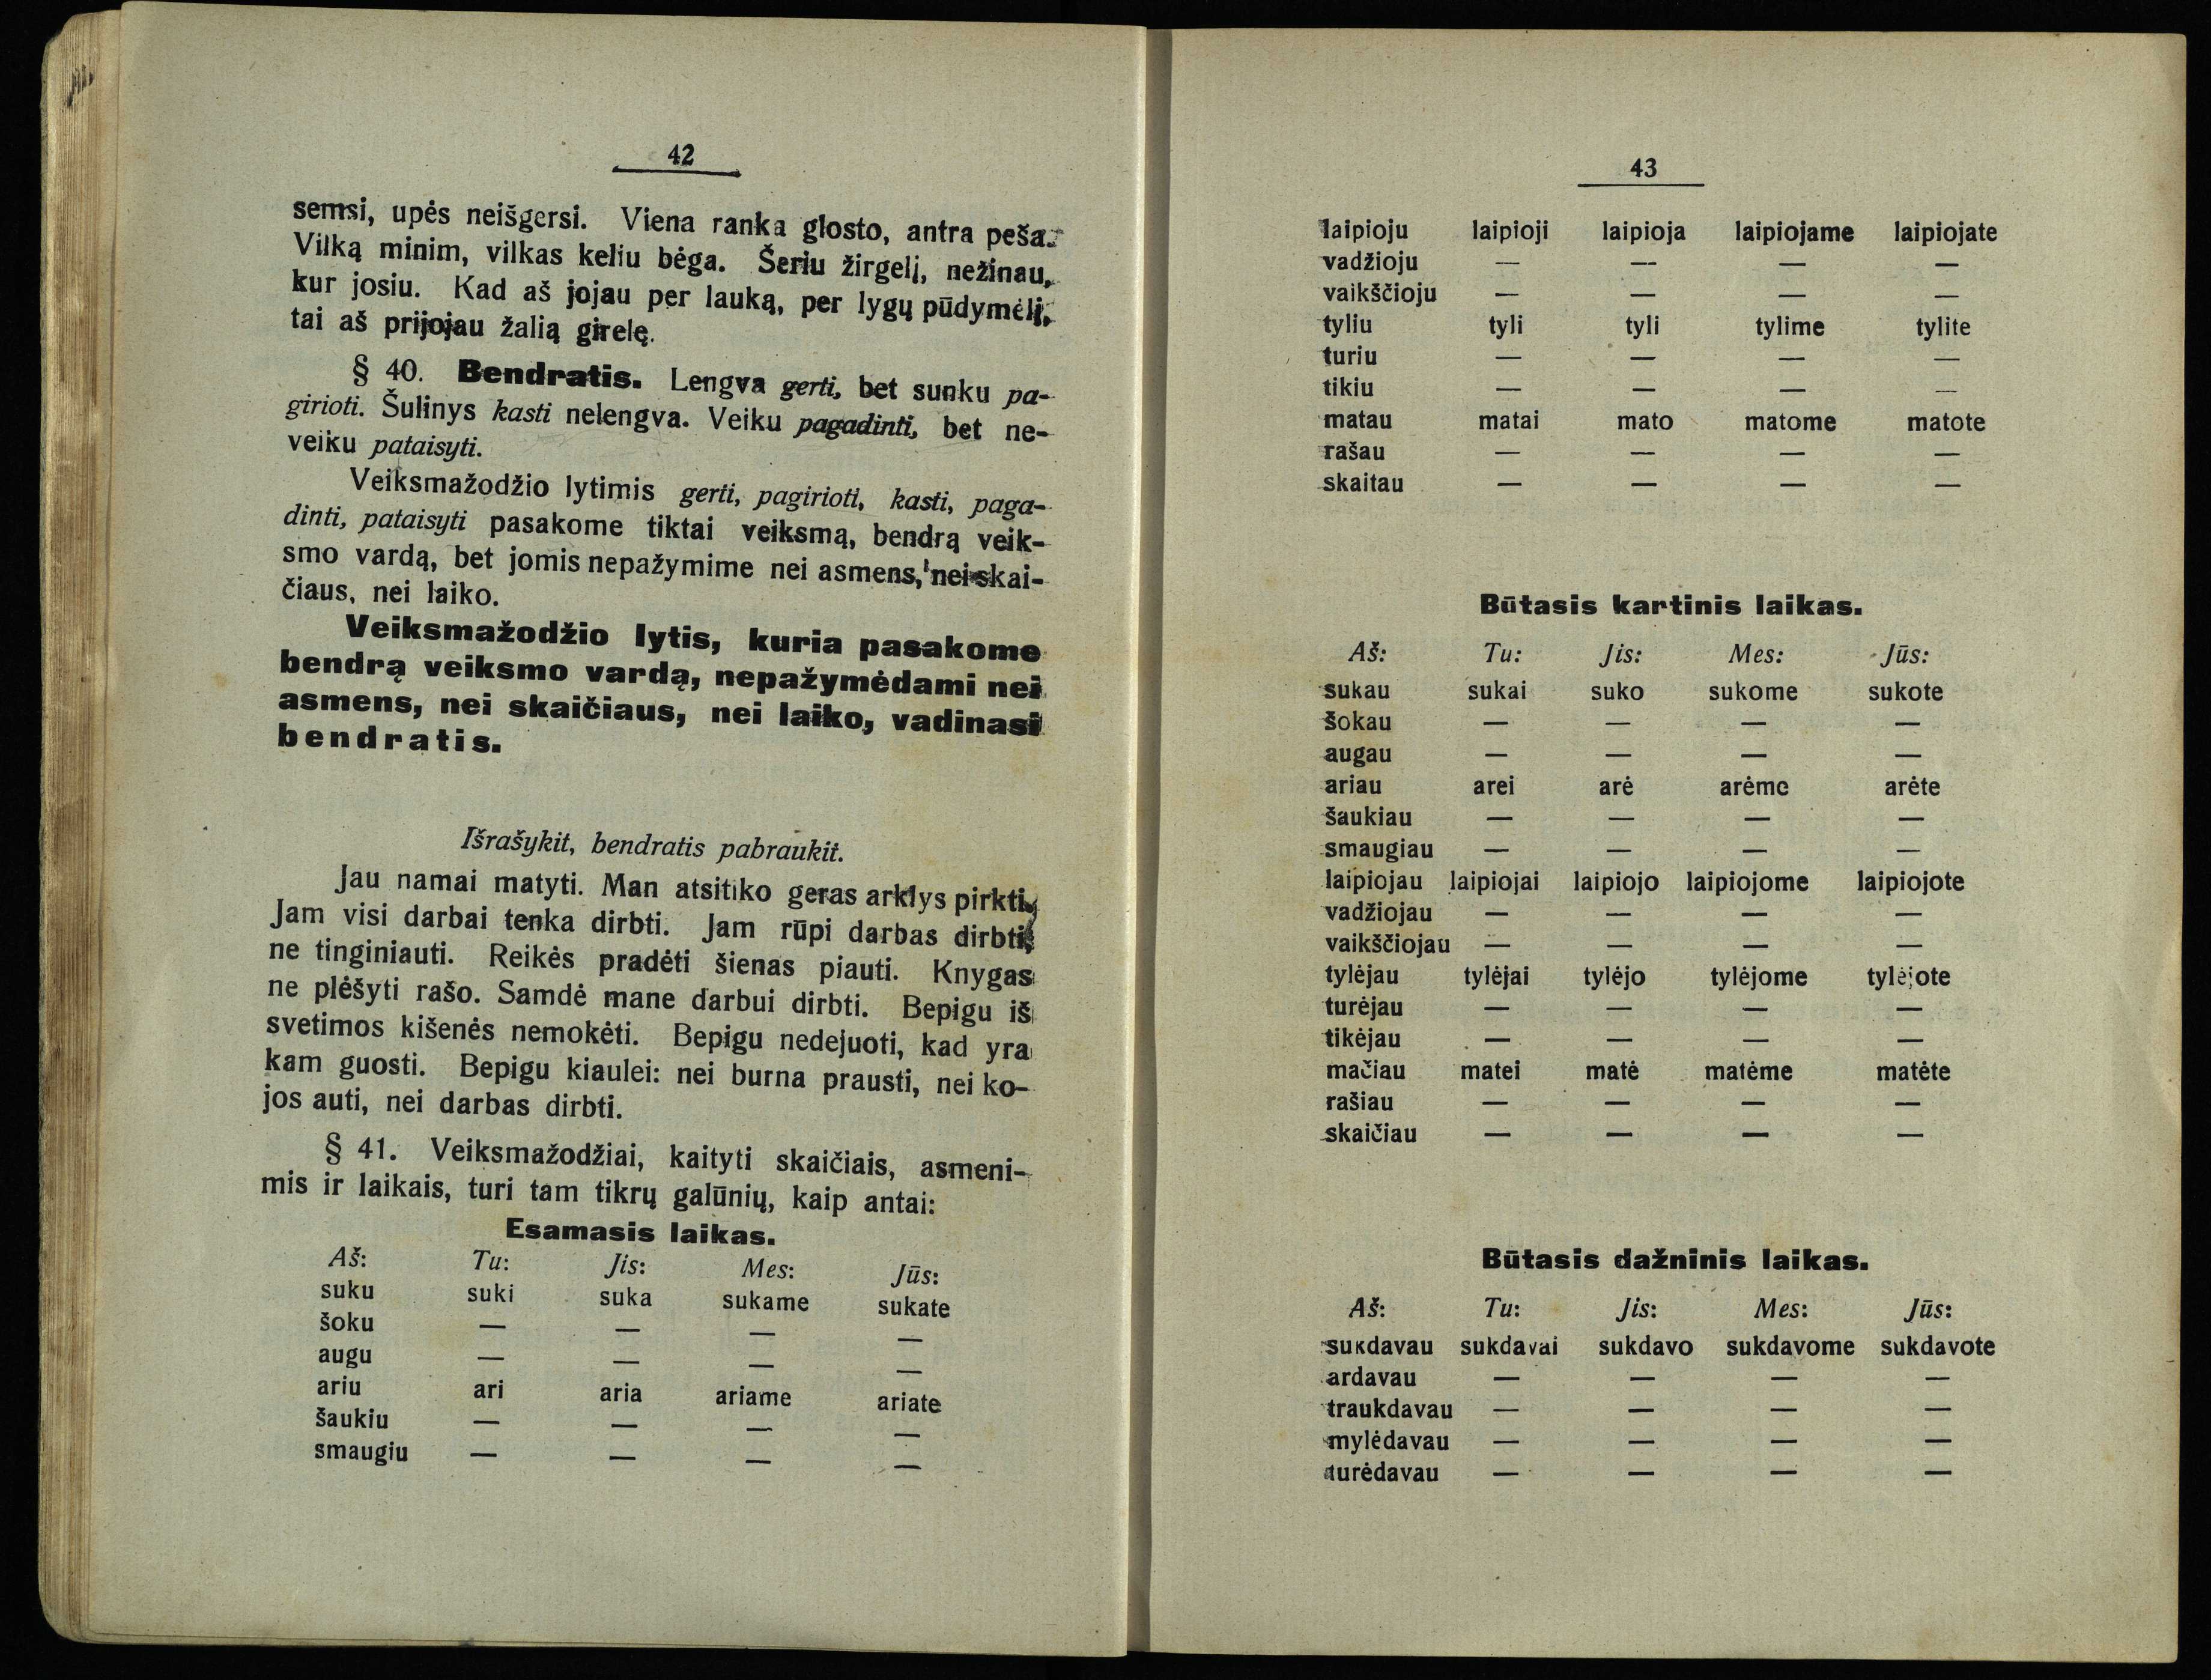 42
semsi, upės neišgersi. Viena ranka glosto, antra peša.
Vilką minim, vilkas keliu bėga. Šeriu žirgelį, nežinau,
kur josiu. Kad aš jojau per lauką, per lygų pūdymėlį,
tai aš prijojau žalią girelę.
§ 40. Bendratis. Lengva gerti, bet sunku pa-
girioti. Šulinys kasti nelengva. Veiku pagadinti, bet ne-
veiku pataisyti.
Veiksmažodžio lytimis gerti, pagirioti, kasti, paga-
dinti, pataisyti pasakome tiktai veiksmą, bendrą veik-
smo vardą, bet jomis nepažymime nei asmens, nei skai-
čiaus, nei laiko.
Veiksmažodžio lytis, kuria pasakome
bendrą veiksmo vardą, nepažymėdami nei
asmens, nei skaičiaus, nei laiko, vadinasi
bendratis.
Išrašykit, bendratis pabraukit.
Jau namai matyti. Man atsitiko geras arklys pirkti.
Jam visi darbai tenka dirbti. Jam rūpi darbas dirbti,
ne tinginiauti. Reikės pradėti šienas piauti. Knygas
ne plėšyti rašo. Samdė mane darbui dirbti. Bepigu iš
svetimos kišenės nemokėti. Bepigu nedejuoti, kad yra
kam guosti. Bepigu kiaulei: nei burna prausti, nei ko-
jos auti, nei darbas dirbti.
§ 41. Veiksmažodžiai, kaityti skaičiais, asmeni-
mis ir laikais, turi tam tikrų galūnių, kaip antai:
Esamasis laikas.
Aš: Tu: Jis: Mes: Jūs:
suku suki suka sukame sukate
šoku — — — —
augu — — — —
ariu ari aria ariame ariate
šaukiu — — — —
smaugiu — — — —
43
laipioju laipioji laipioja laipiojame laipiojate
vadžioju — — — —
vaikščioju — — — —
tyliu tyli tyli tylime tylite
turiu — — — —
tikiu — — — —
matau matai mato matome matote
rašau — — — —
skaitau — — — —
Būtasis kartinis laikas.
Aš: Tu: Jis: Mes: Jūs:
sukau sukai suko sukome sukote
šokau — — — —
augau — — — —
ariau arei arė arėme arėte
šaukiau — — — —
smaugiau — — — —
laipiojau laipiojai laipiojo laipiojome laipiojote
vadžiojau — — — —
vaikščiojau — — — —
tylėjau tylėjai tylėjo tylėjome tylėjote
turėjau — — — —
tikėjau — — — —
mačiau matei matė matėme matėte
rašiau — — — —
skaičiau — — — —
Būtasis dažninis laikas.
Aš: Tu: Jis: Mes: Jūs:
sukdavau sukdavai sukdavo sukdavome sukdavote
ardavau — — — —
traukdavau — — — —
mylėdavau — — — —
turėdavau — — — —